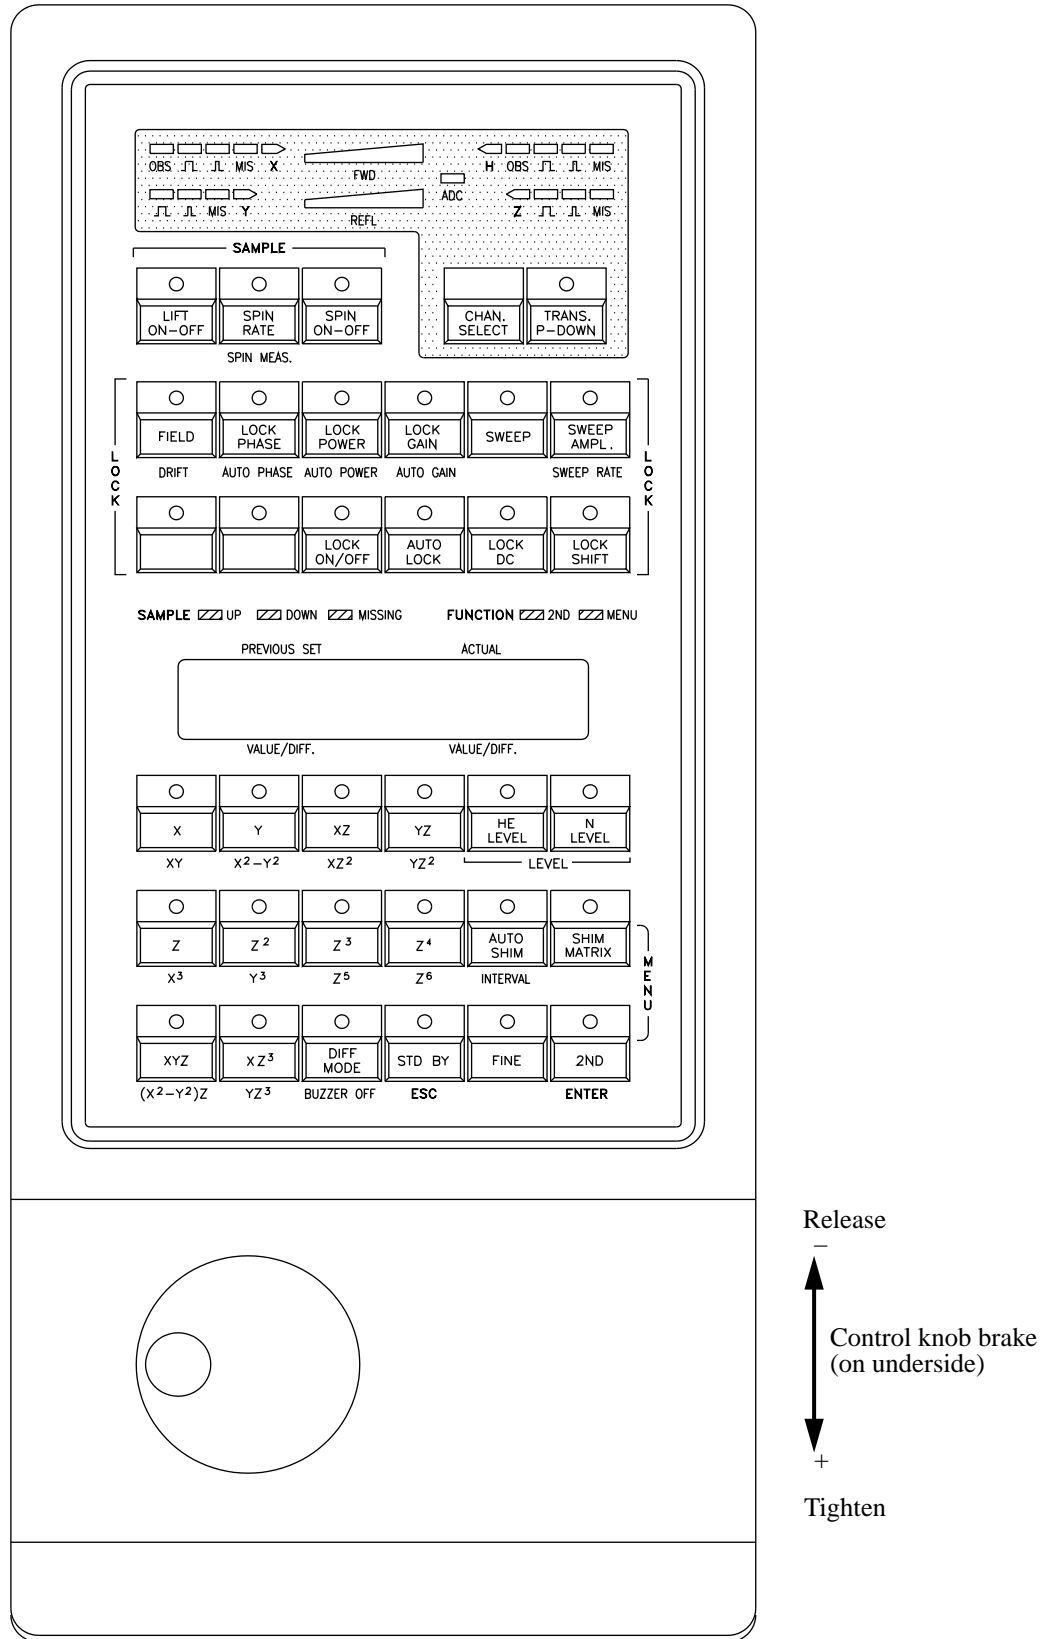 OBS MIS X FWD H OBS MIS
MIS Y REFL ADC Z MIS
SAMPLE
LIFT ON-OFF
SPIN RATE
SPIN ON-OFF
CHAN. SELECT
TRANS. P-DOWN
SPIN MEAS.
LOCK
FIELD
LOCK PHASE
LOCK POWER
LOCK GAIN
SWEEP
SWEEP AMPL.
LOCK
DRIFT AUTO PHASE AUTO POWER AUTO GAIN SWEEP RATE
LOCK ON/OFF
AUTO LOCK
LOCK DC
LOCK SHIFT
SAMPLE UP DOWN MISSING FUNCTION 2ND MENU
PREVIOUS SET ACTUAL
VALUE/DIFF. VALUE/DIFF.
X
Y
XZ
YZ
HE LEVEL
N LEVEL
XY X²-Y² XZ² YZ² LEVEL
Z
Z²
Z³
Z⁴
AUTO SHIM
SHIM MATRIX
MENU
X³ Y³ Z⁵ Z⁶ INTERVAL
XYZ
XZ³
DIFF MODE
STD BY
FINE
2ND
(X²-Y²)Z YZ³ BUZZER OFF ESC ENTER
Release
–
Control knob brake
(on underside)
+
Tighten